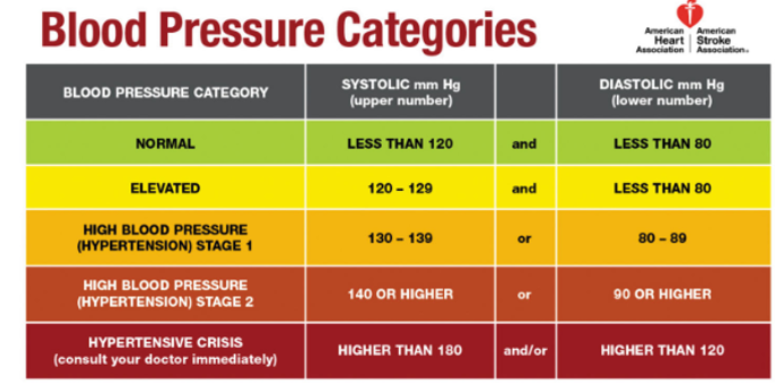 Blood Pressure Categories
American Heart Association
American Stroke Association®
BLOOD PRESSURE CATEGORY
SYSTOLIC mm Hg
(upper number)
DIASTOLIC mm Hg
(lower number)
NORMAL
LESS THAN 120
and
LESS THAN 80
ELEVATED
120 – 129
and
LESS THAN 80
HIGH BLOOD PRESSURE
(HYPERTENSION) STAGE 1
130 – 139
or
80 – 89
HIGH BLOOD PRESSURE
(HYPERTENSION) STAGE 2
140 OR HIGHER
or
90 OR HIGHER
HYPERTENSIVE CRISIS
(consult your doctor immediately)
HIGHER THAN 180
and/or
HIGHER THAN 120